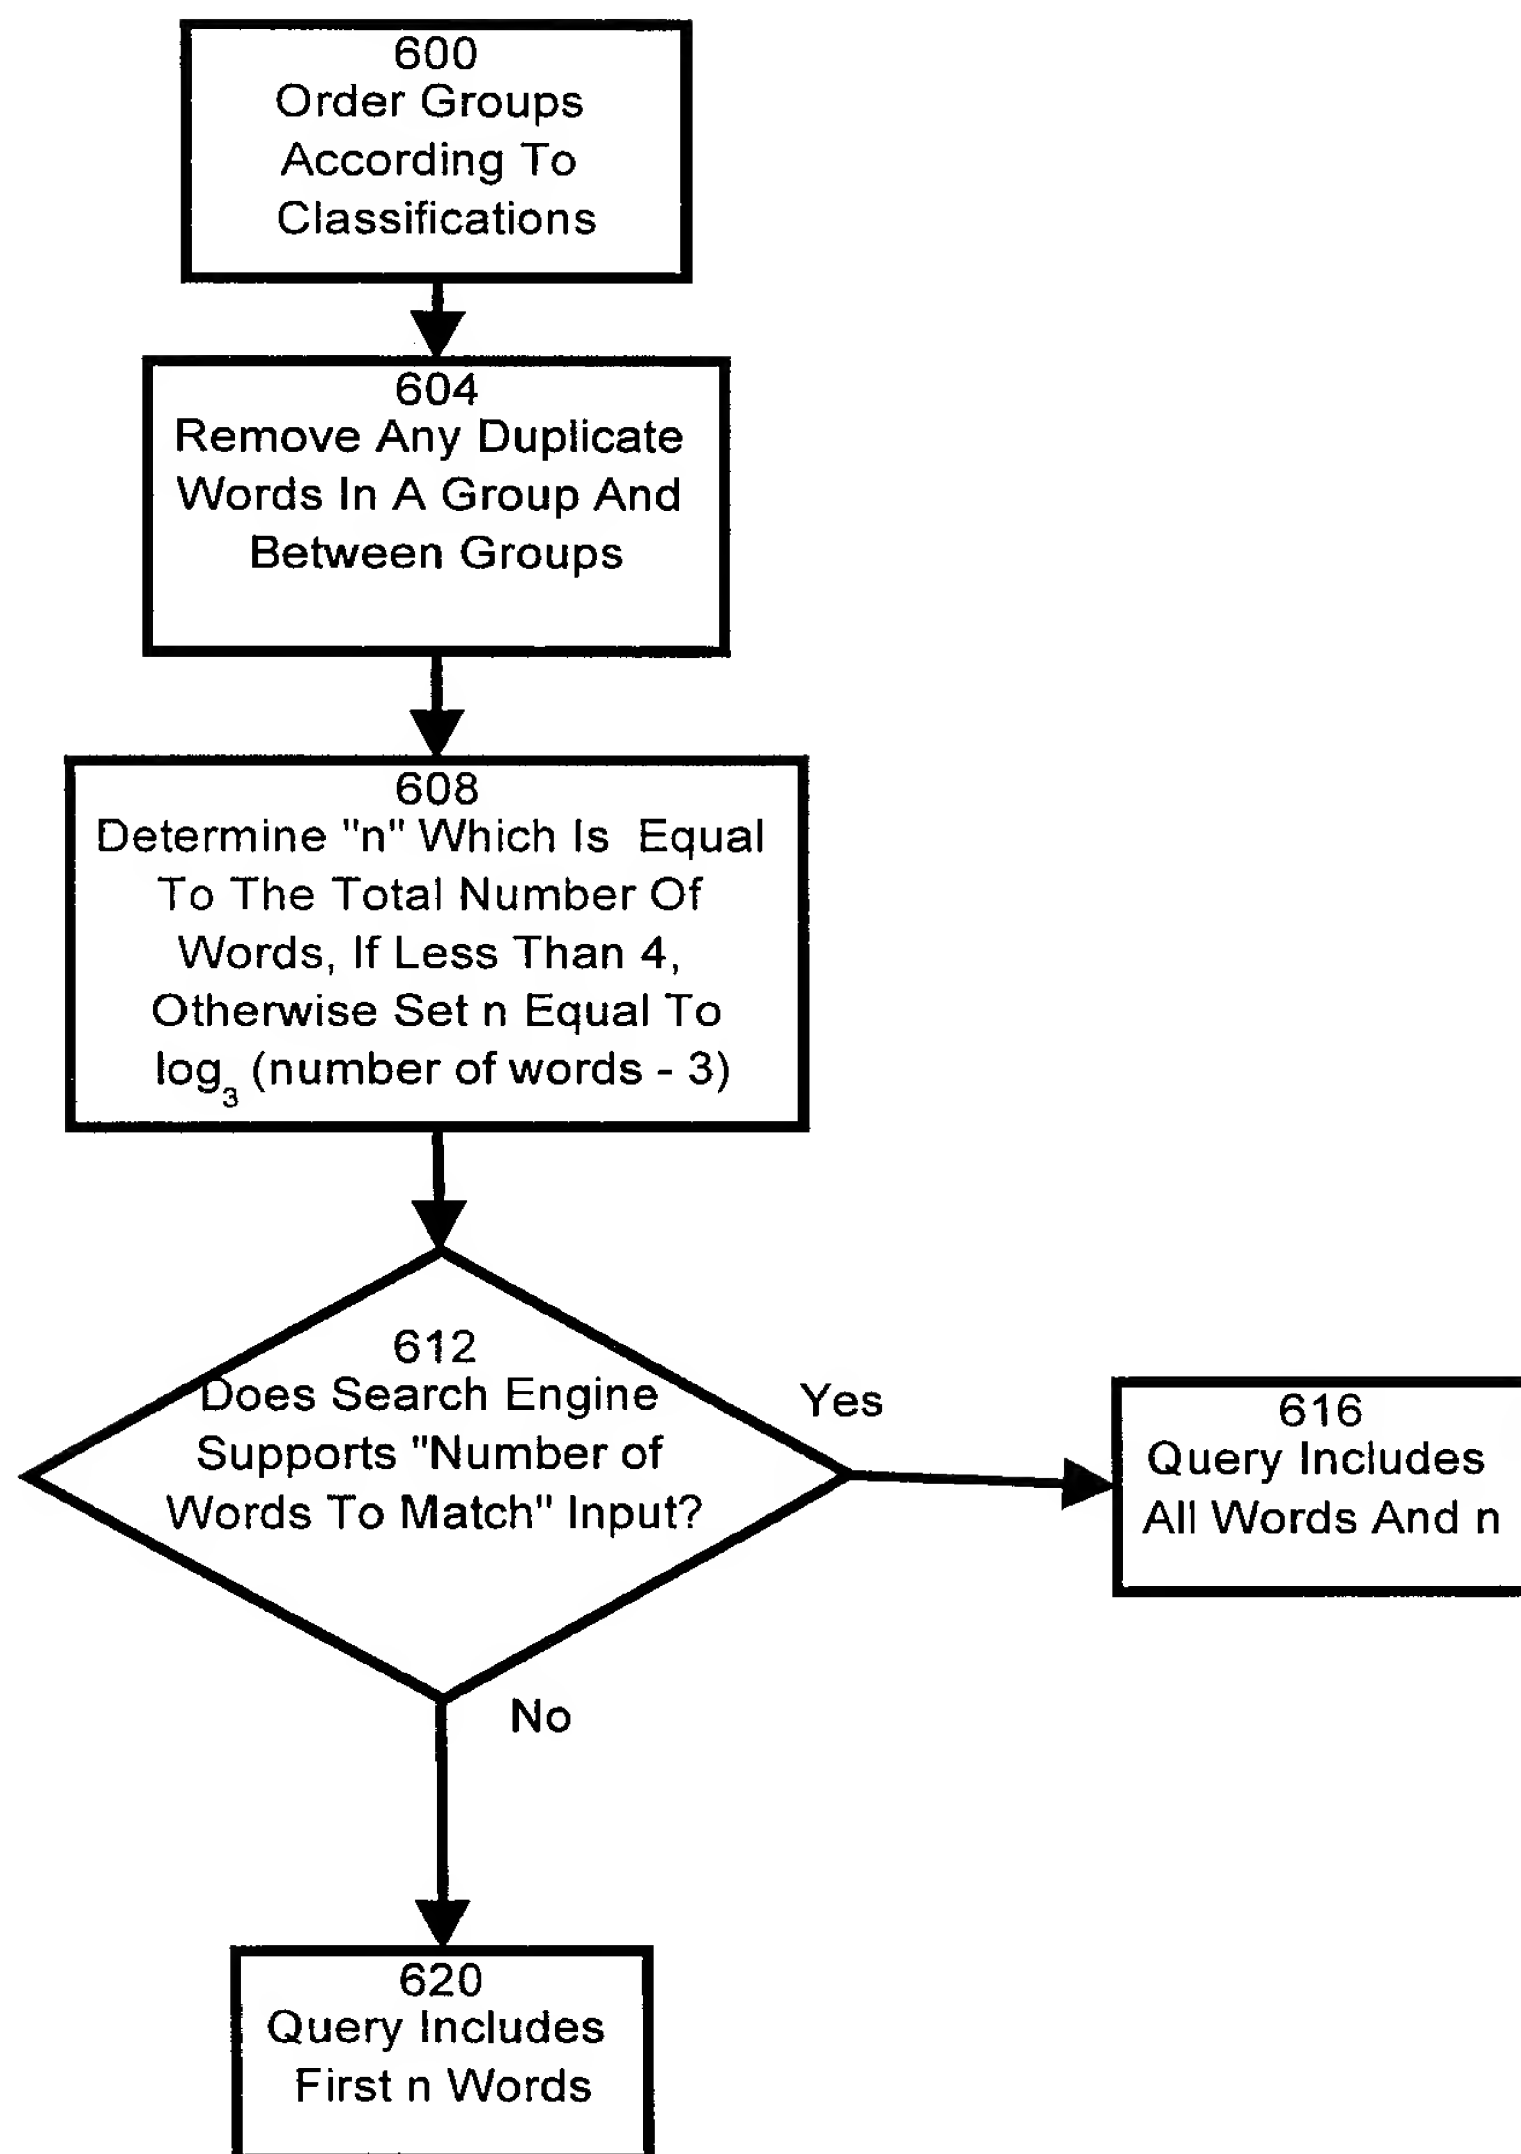 600
Order Groups
According To
Classifications
604
Remove Any Duplicate
Words In A Group And
Between Groups
608
Determine "n" Which Is Equal
To The Total Number Of
Words, If Less Than 4,
Otherwise Set n Equal To
log3 (number of words - 3)
612
Does Search Engine
Supports "Number of
Words To Match" Input?
Yes
616
Query Includes
All Words And n
No
620
Query Includes
First n Words